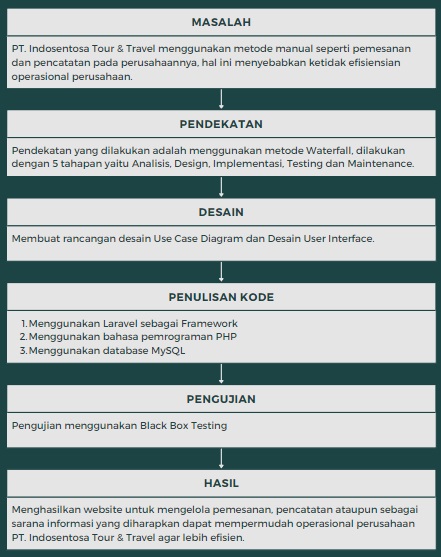 MASALAH
PT. Indosentosa Tour & Travel menggunakan metode manual seperti pemesanan
dan pencatatan pada perusahaannya, hal ini menyebabkan ketidak efisiensian
operasional perusahaan.
PENDEKATAN
Pendekatan yang dilakukan adalah menggunakan metode Waterfall, dilakukan
dengan 5 tahapan yaitu Analisis, Design, Implementasi, Testing dan Maintenance.
DESAIN
Membuat rancangan desain Use Case Diagram dan Desain User Interface.
PENULISAN KODE
1. Menggunakan Laravel sebagai Framework
2. Menggunakan bahasa pemrograman PHP
3. Menggunakan database MySQL
PENGUJIAN
Pengujian menggunakan Black Box Testing
HASIL
Menghasilkan website untuk mengelola pemesanan, pencatatan ataupun sebagai
sarana informasi yang diharapkan dapat mempermudah operasional perusahaan
PT. Indosentosa Tour & Travel agar lebih efisien.